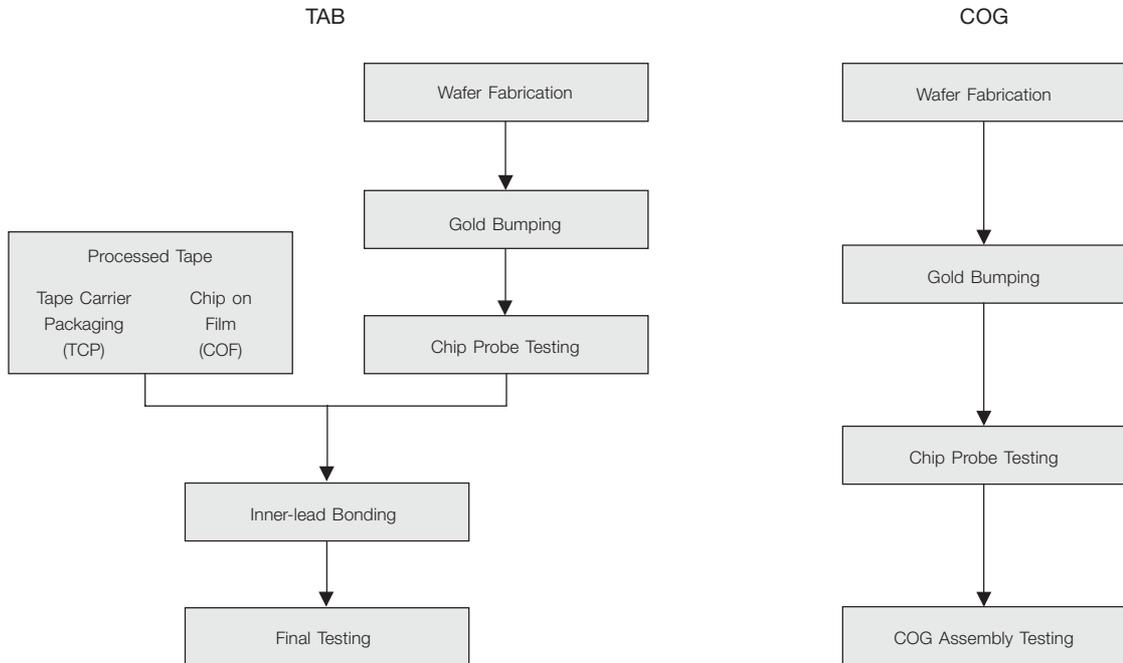 TAB
Wafer Fabrication
Gold Bumping
Processed Tape
Tape Carrier
Packaging
(TCP)
Chip on
Film
(COF)
Chip Probe Testing
Inner-lead Bonding
Final Testing
COG
Wafer Fabrication
Gold Bumping
Chip Probe Testing
COG Assembly Testing